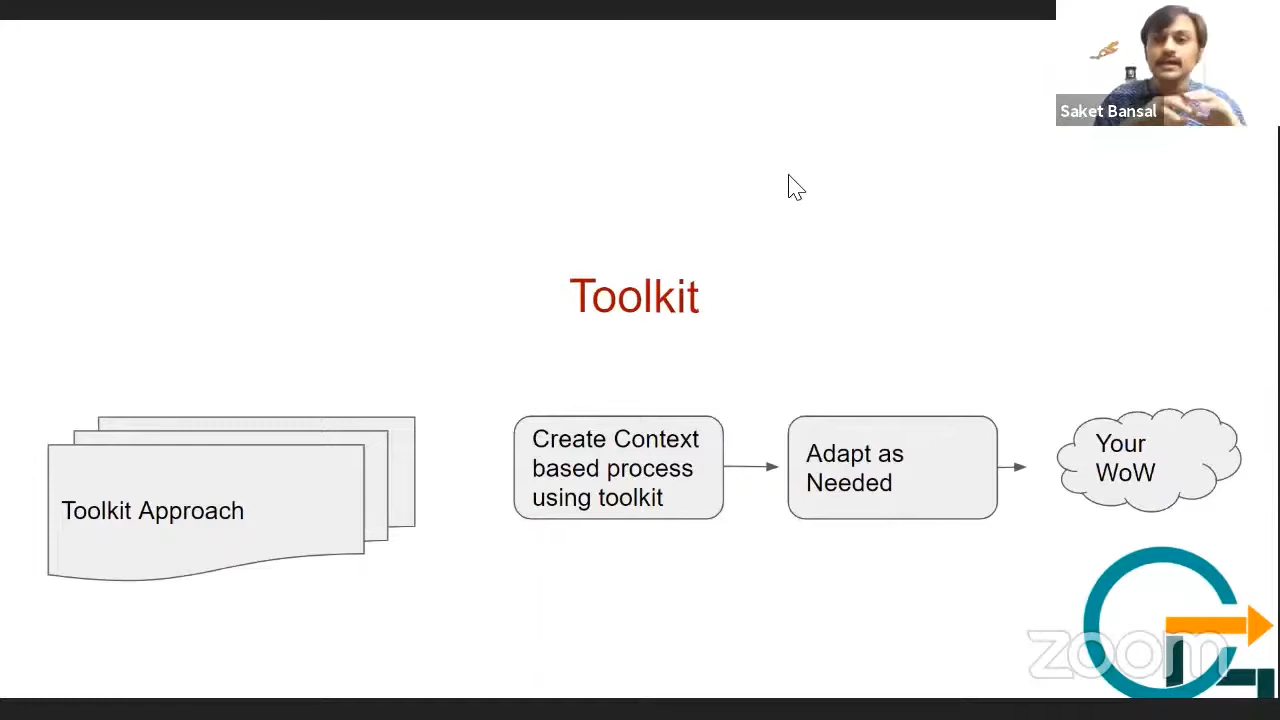 Saket Bansal
Toolkit
Toolkit Approach
Create Context
based process
using toolkit
Adapt as
Needed
Your
WoW
zoom